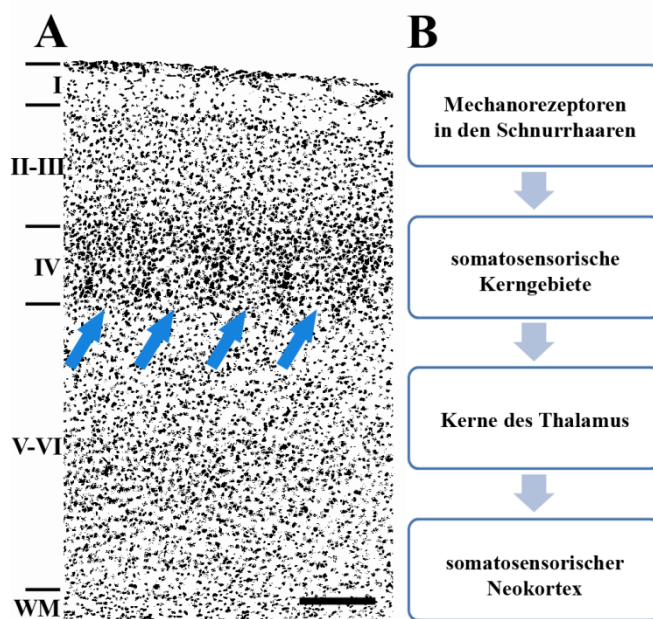 A
I
II-III
IV
V-VI
WM
B
Mechanorezeptoren
in den Schnurrhaaren
somatosensorische
Kerngebiete
Kerne des Thalamus
somatosensorischer
Neokortex